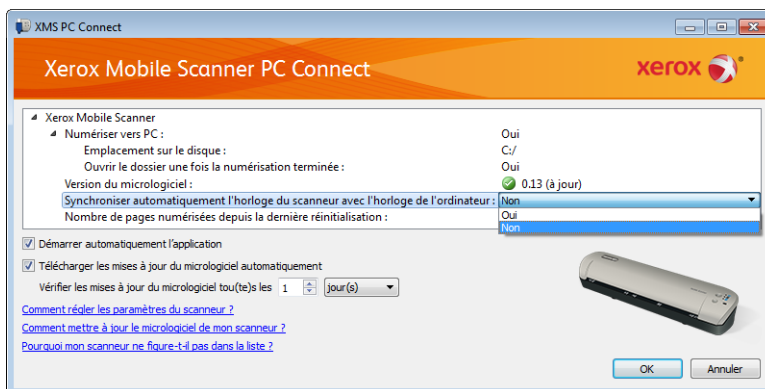 XMS PC Connect
Xerox Mobile Scanner PC Connect
xerox
Xerox Mobile Scanner
Numériser vers PC : Oui
Emplacement sur le disque : C:/
Ouvrir le dossier une fois la numérisation terminée : Oui
Version du micrologiciel : 0.13 (à jour)
Synchroniser automatiquement l'horloge du scanneur avec l'horloge de l'ordinateur : Non
Oui
Nombre de pages numérisées depuis la dernière réinitialisation :
Non
Démarrer automatiquement l'application
Télécharger les mises à jour du micrologiciel automatiquement
Vérifier les mises à jour du micrologiciel tou(te)s les 1 jour(s)
Comment régler les paramètres du scanneur ?
Comment mettre à jour le micrologiciel de mon scanneur ?
Pourquoi mon scanneur ne figure-t-il pas dans la liste ?
OK Annuler